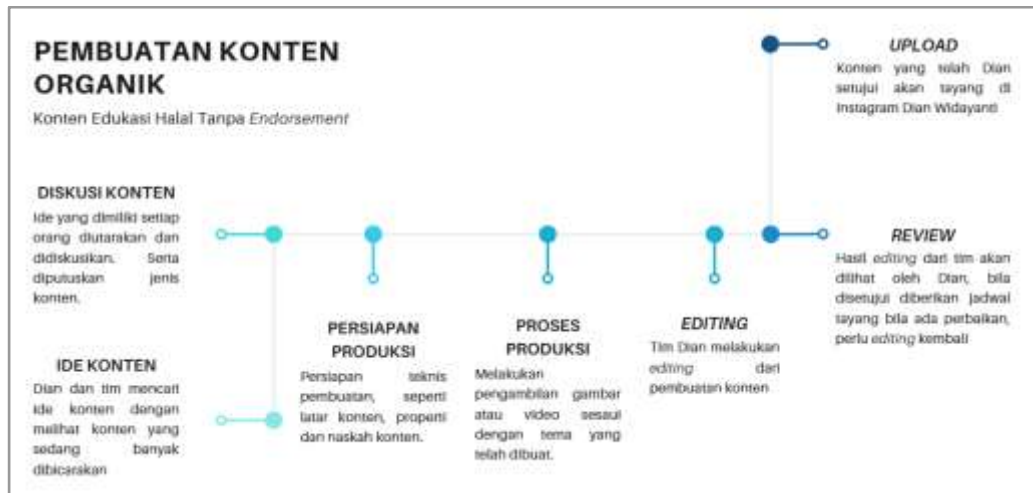 PEMBUATAN KONTEN
ORGANIK
Konten Edukasi Halal Tanpa Endorsement
UPLOAD
Konten yang telah Dian
setujui akan tayang di
Instagram Dian Widayanti
DISKUSI KONTEN
Ide yang dimiliki setiap
orang diutarakan dan
didiskusikan. Serta
diputuskan jenis
konten.
REVIEW
Hasil editing dari tim akan
dilihat oleh Dian, bila
disetujui diberikan jadwal
tayang bila ada perbaikan,
perlu editing kembali
IDE KONTEN
Dian dan tim mencari
ide konten dengan
melihat konten yang
sedang banyak
dibicarakan
PERSIAPAN
PRODUKSI
Persiapan teknis
pembuatan, seperti
latar konten, properti
dan naskah konten.
PROSES
PRODUKSI
Melakukan
pengambilan gambar
atau video sesaui
dengan tema yang
telah dibuat.
EDITING
Tim Dian melakukan
editing dari
pembuatan konten